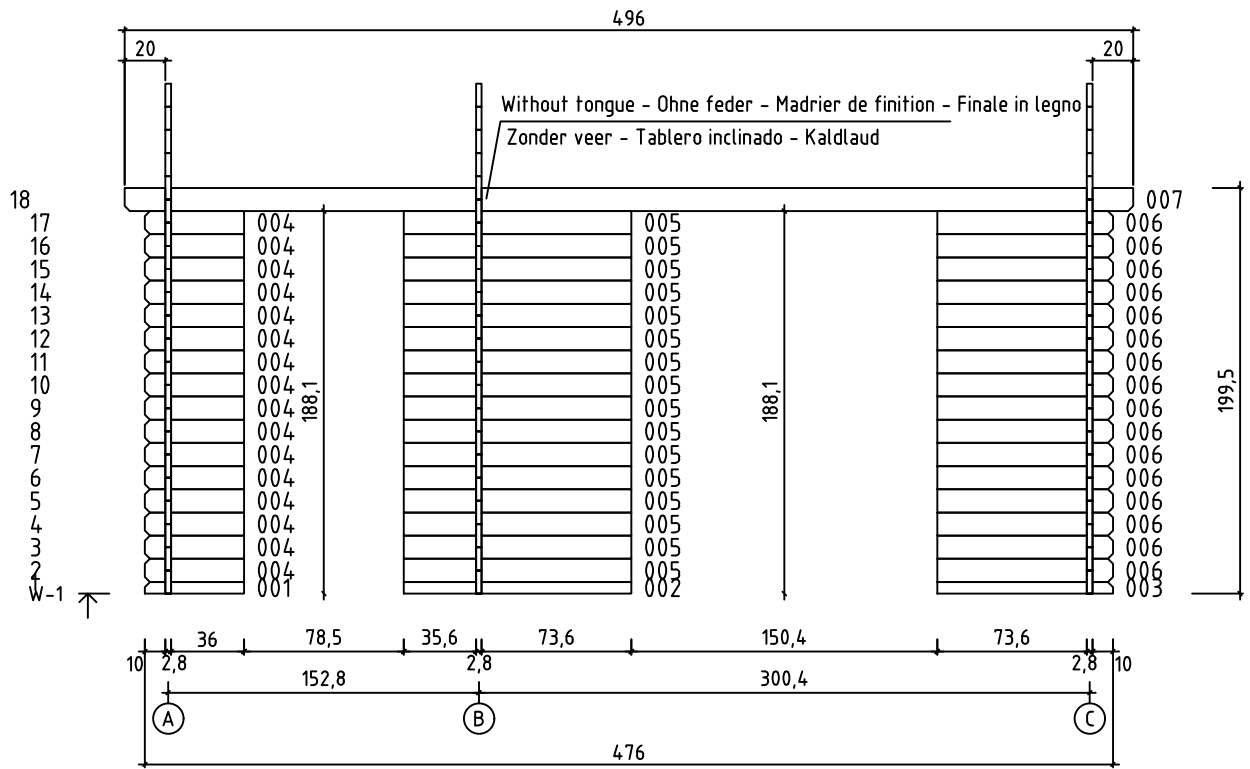 496
20
20
Without tongue - Ohne feder - Madrier de finition - Finale in legno
Zonder veer - Tablero inclinado - Kaldlaud
18
007
17 004 005 006
16 004 005 006
15 004 005 006
14 004 005 006
13 004 005 006
12 004 005 006
11 004 005 006
10 004 005 006
9 004 005 006
8 004 005 006
7 004 005 006
6 004 005 006
5 004 005 006
4 004 005 006
3 004 005 006
2 004 005 006
1 001 002 003
W-1
188,1
188,1
199,5
36 78,5 35,6 73,6 150,4 73,6
10 2,8 2,8 2,8 10
152,8 300,4
A B C
476